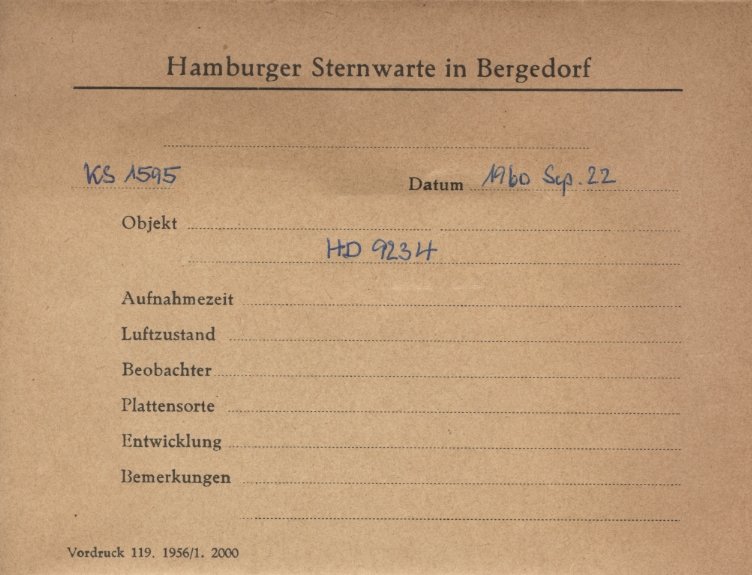 Hamburger Sternwarte in Bergedorf
KS 1595 Datum 1960 Sep. 22
Objekt
HD 9234
Aufnahmezeit
Luftzustand
Beobachter
Plattensorte
Entwicklung
Bemerkungen
Vordruck 119. 1956/1. 2000